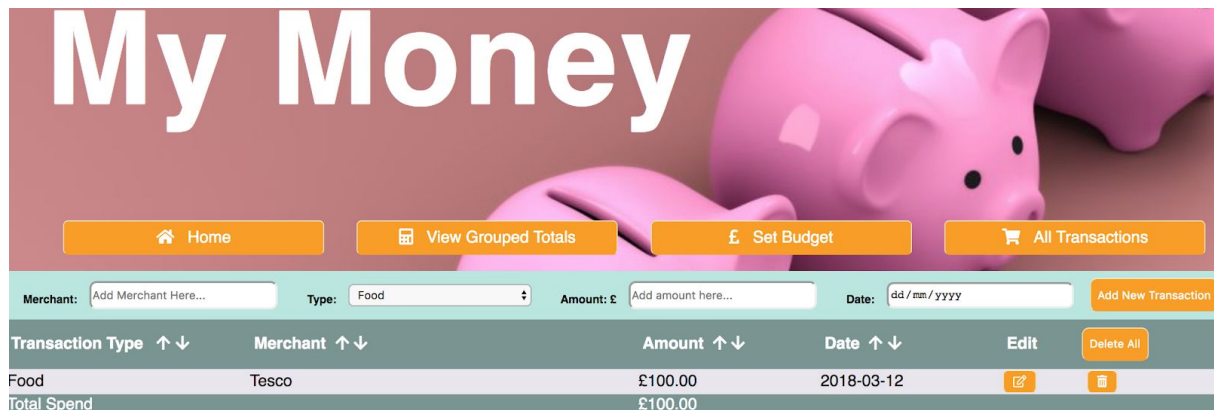 My Money
Home View Grouped Totals £ Set Budget All Transactions
Merchant: Add Merchant Here... Type: Food Amount: £ Add amount here... Date: dd/mm/yyyy Add New Transaction
Transaction Type ↑↓ Merchant ↑↓ Amount ↑↓ Date ↑↓ Edit Delete All
Food Tesco £100.00 2018-03-12
Total Spend £100.00